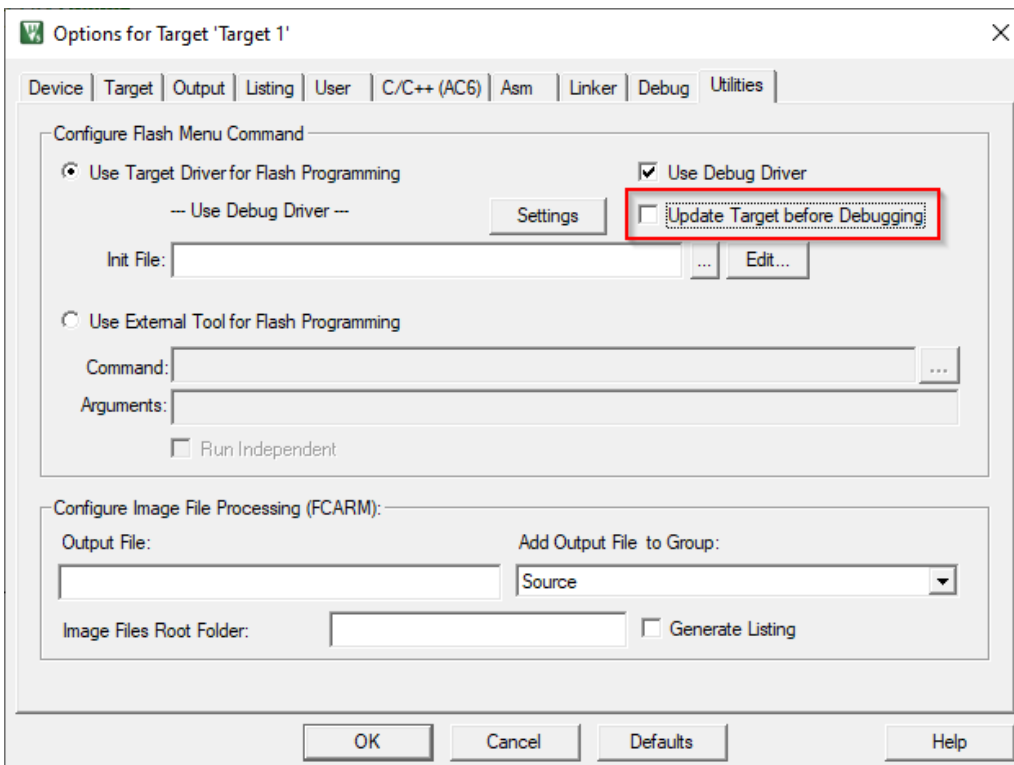 Options for Target 'Target 1'
Device Target Output Listing User C/C++ (AC6) Asm Linker Debug Utilities
Configure Flash Menu Command
Use Target Driver for Flash Programming Use Debug Driver
--- Use Debug Driver --- Settings Update Target before Debugging
Init File: ... Edit...
Use External Tool for Flash Programming
Command: ...
Arguments:
Run Independent
Configure Image File Processing (FCARM):
Output File: Add Output File to Group:
Source
Image Files Root Folder: Generate Listing
OK Cancel Defaults Help